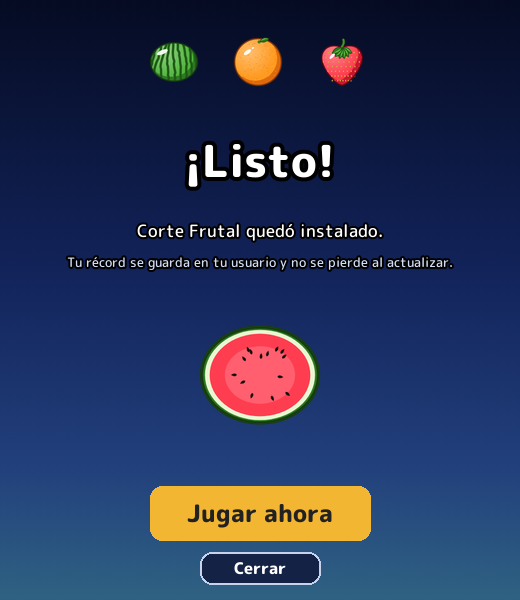 ¡Listo!
Corte Frutal quedó instalado.
Tu récord se guarda en tu usuario y no se pierde al actualizar.
Jugar ahora
Cerrar